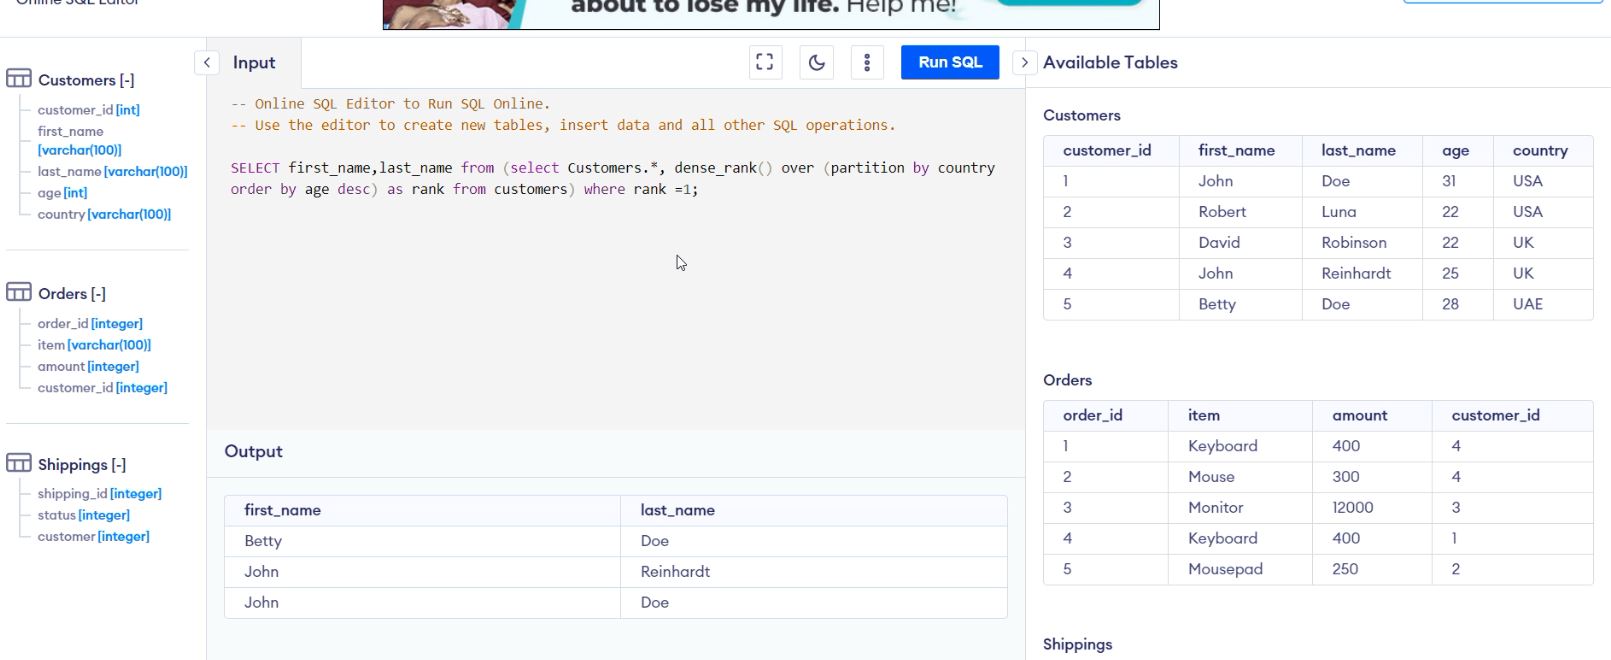 Online SQL Editor
about to lose my life. Help me!
Customers [-]
customer_id [int]
first_name
[varchar(100)]
last_name [varchar(100)]
age [int]
country [varchar(100)]
Orders [-]
order_id [integer]
item [varchar(100)]
amount [integer]
customer_id [integer]
Shippings [-]
shipping_id [integer]
status [integer]
customer [integer]
Input
Run SQL
-- Online SQL Editor to Run SQL Online.
-- Use the editor to create new tables, insert data and all other SQL operations.
SELECT first_name,last_name from (select Customers.*, dense_rank() over (partition by country
order by age desc) as rank from customers) where rank =1;
Output
first_name last_name
Betty Doe
John Reinhardt
John Doe
Available Tables
Customers
customer_id first_name last_name age country
1 John Doe 31 USA
2 Robert Luna 22 USA
3 David Robinson 22 UK
4 John Reinhardt 25 UK
5 Betty Doe 28 UAE
Orders
order_id item amount customer_id
1 Keyboard 400 4
2 Mouse 300 4
3 Monitor 12000 3
4 Keyboard 400 1
5 Mousepad 250 2
Shippings